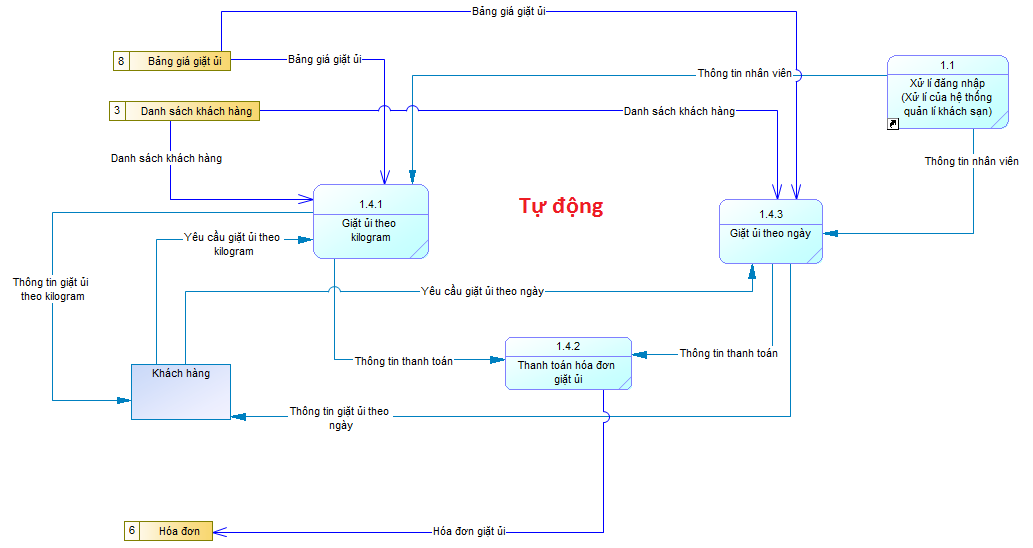 Bảng giá giặt ủi
8
Bảng giá giặt ủi
Bảng giá giặt ủi
Thông tin nhân viên
1.1
Xử lí đăng nhập
(Xử lí của hệ thống
quản lí khách sạn)
3
Danh sách khách hàng
Danh sách khách hàng
Danh sách khách hàng
Thông tin nhân viên
1.4.1
Giặt ủi theo
kilogram
Tự động
1.4.3
Giặt ủi theo ngày
Yêu cầu giặt ủi theo
kilogram
Thông tin giặt ủi
theo kilogram
Yêu cầu giặt ủi theo ngày
1.4.2
Thanh toán hóa đơn
giặt ủi
Thông tin thanh toán
Thông tin thanh toán
Khách hàng
Thông tin giặt ủi theo
ngày
6
Hóa đơn
Hóa đơn giặt ủi